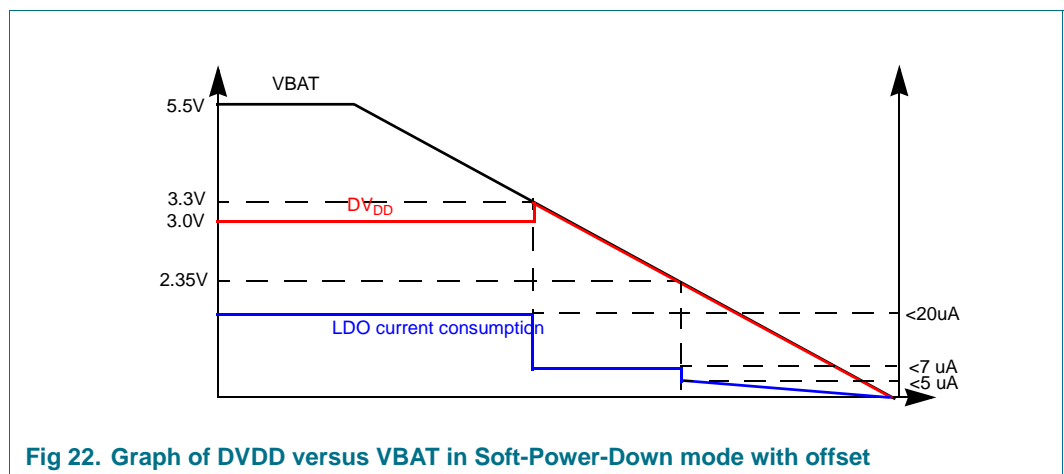 VBAT
5.5V
3.3V
DVDD
3.0V
2.35V
LDO current consumption
<20uA
<7 uA
<5 uA
Fig 22. Graph of DVDD versus VBAT in Soft-Power-Down mode with offset